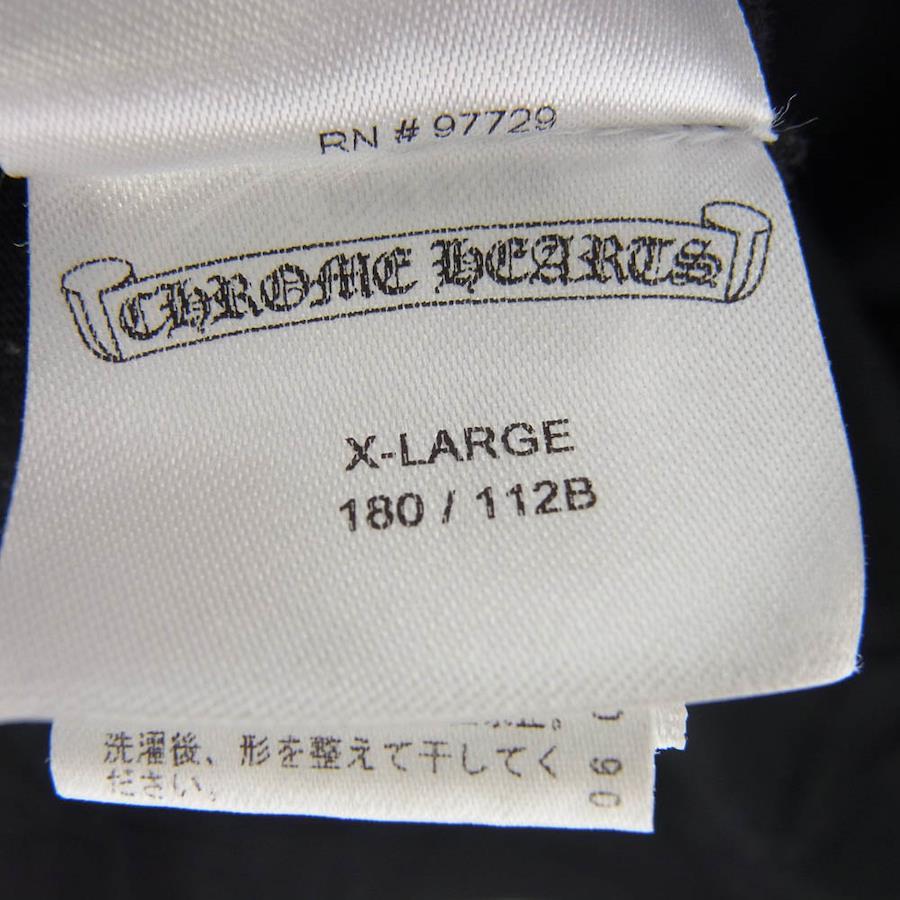 RN # 97729
CHROME HEARTS
X-LARGE
180 / 112B
洗濯後、形を整えて干してく
ださい。